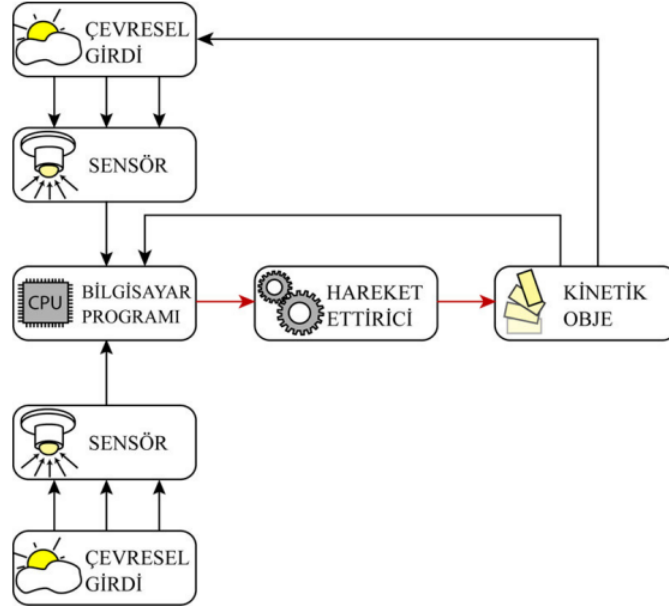 ÇEVRESEL
GİRDİ
SENSÖR
CPU
BİLGİSAYAR
PROGRAMI
HAREKET
ETTİRİCİ
KİNETİK
OBJE
SENSÖR
ÇEVRESEL
GİRDİ